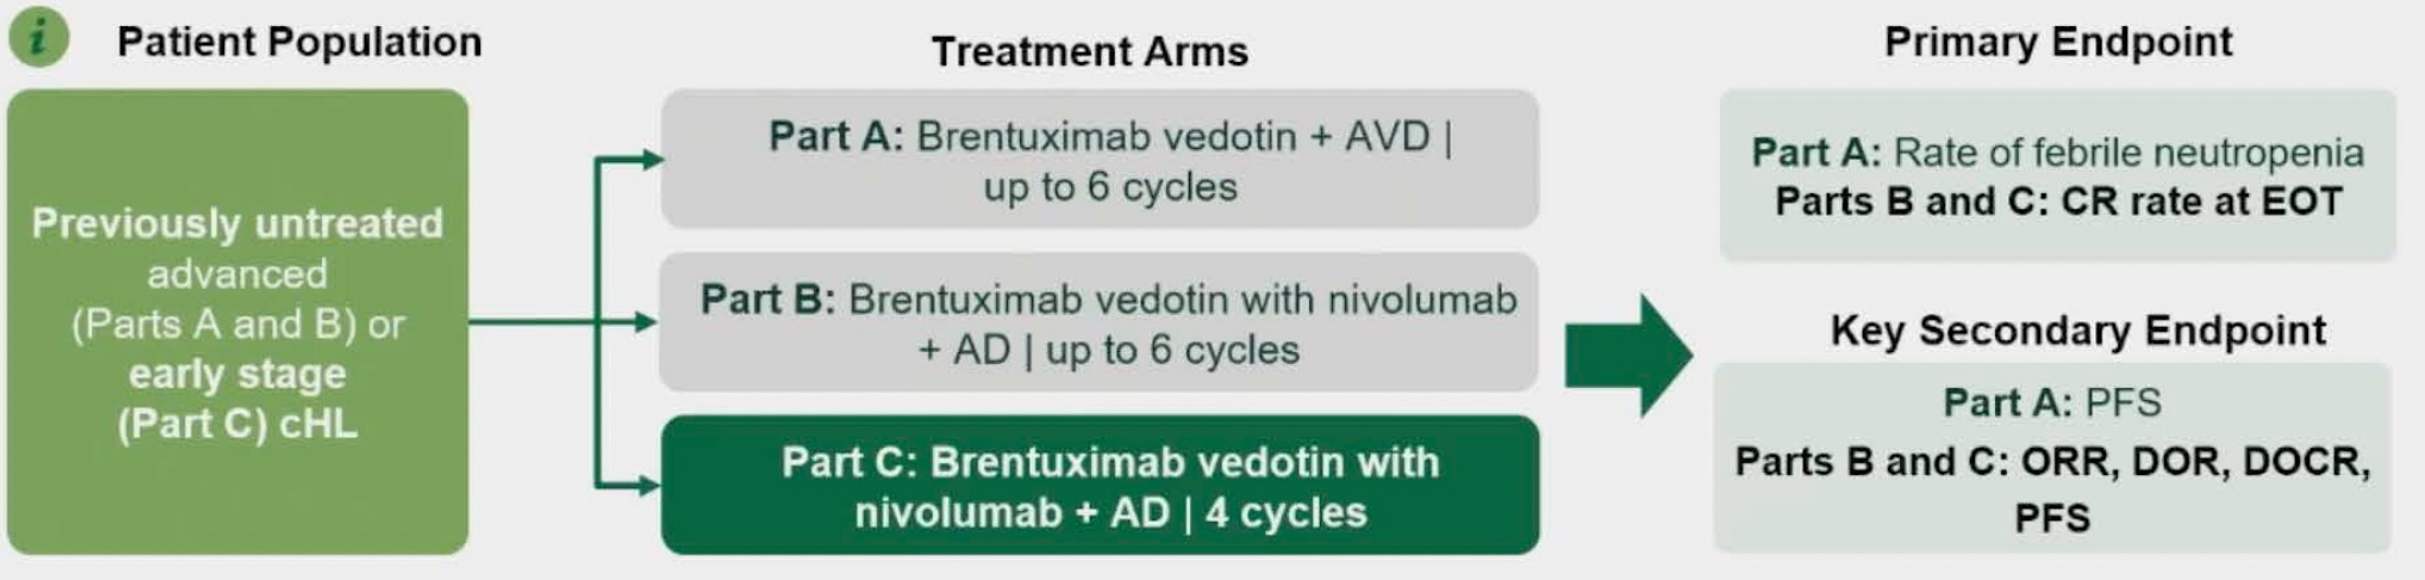 i
Patient Population
Previously untreated
advanced
(Parts A and B) or
early stage
(Part C) cHL
Treatment Arms
Part A: Brentuximab vedotin + AVD |
up to 6 cycles
Part B: Brentuximab vedotin with nivolumab
+ AD | up to 6 cycles
Part C: Brentuximab vedotin with
nivolumab + AD | 4 cycles
Primary Endpoint
Part A: Rate of febrile neutropenia
Parts B and C: CR rate at EOT
Key Secondary Endpoint
Part A: PFS
Parts B and C: ORR, DOR, DOCR,
PFS